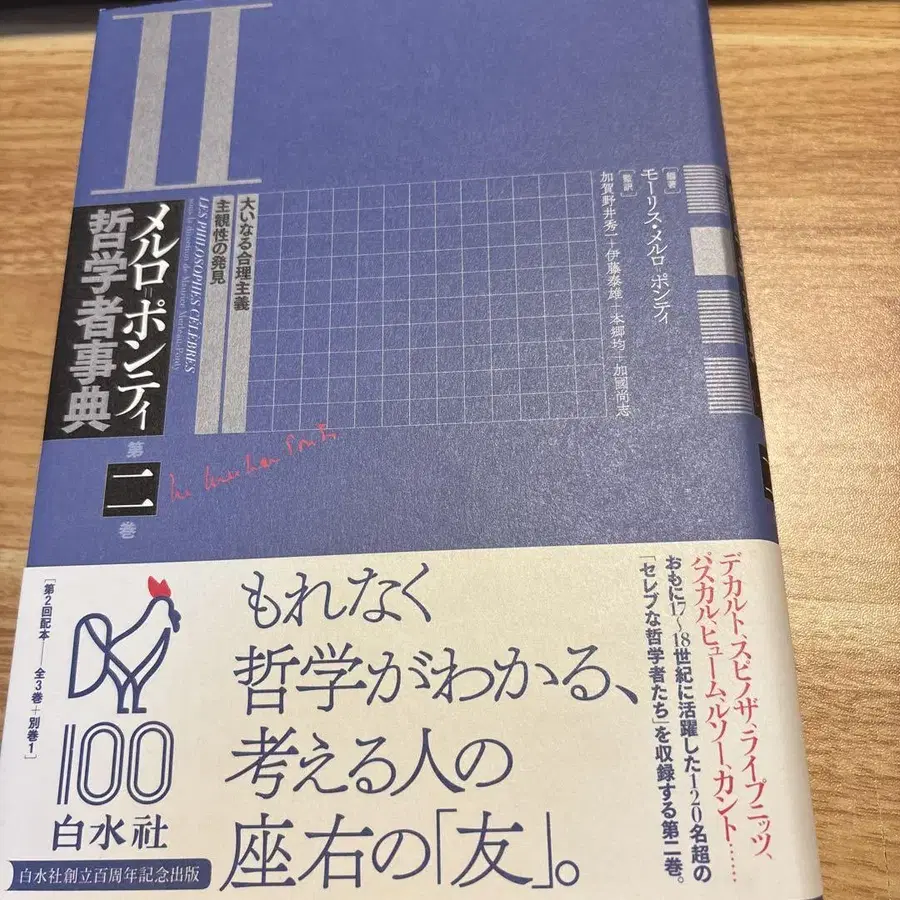 II
[編著]
モーリス・メルロ=ポンティ
[監訳]
加賀野井秀一+伊藤泰雄+本郷均+加國尚志
大いなる合理主義
主観性の発見
LES PHILOSOPHES CÉLÈBRES
sous la direction de Maurice Merleau-Ponty
メルロ=ポンティ
哲学者事典
第二巻
デカルト、スピノザ、ライプニッツ、
パスカル、ヒューム、ルソー、カント……
おもに17〜18世紀に活躍した120名超の
「セレブな哲学者たち」を収録する第二巻。
もれなく
哲学がわかる、
考える人の
座右の「友」。
[第2回配本——全3巻+別巻1]
100
白水社
白水社創立百周年記念出版